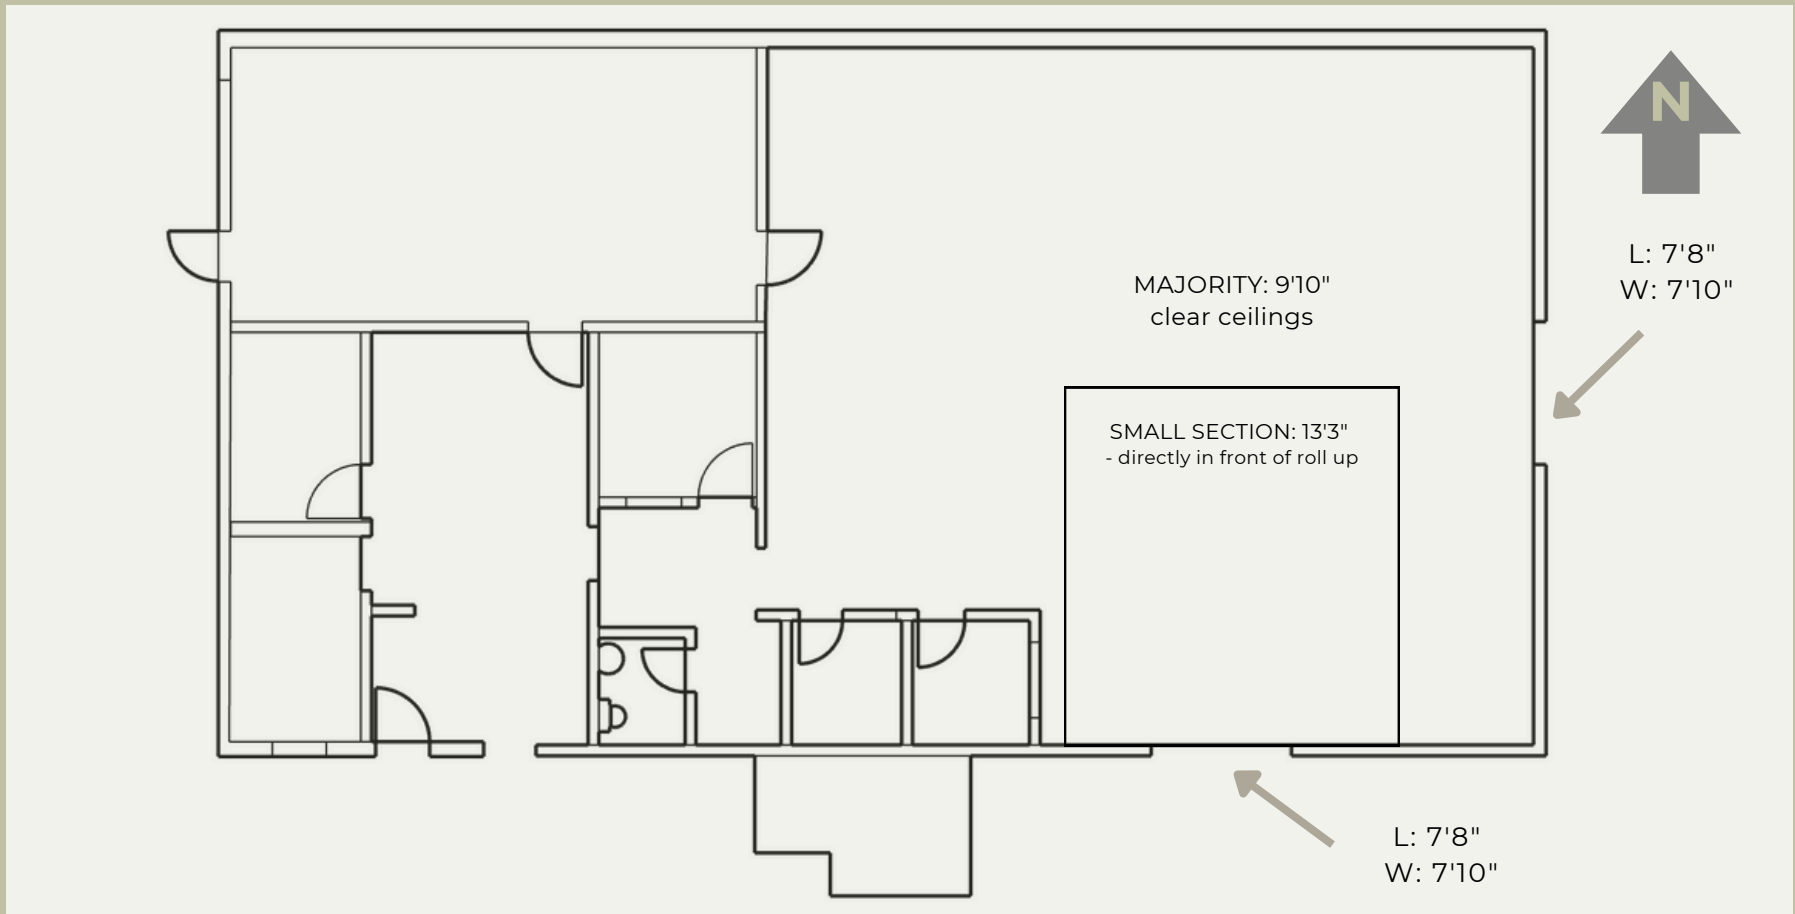 N
L: 7'8"
W: 7'10"
MAJORITY: 9'10"
clear ceilings
SMALL SECTION: 13'3"
- directly in front of roll up
L: 7'8"
W: 7'10"